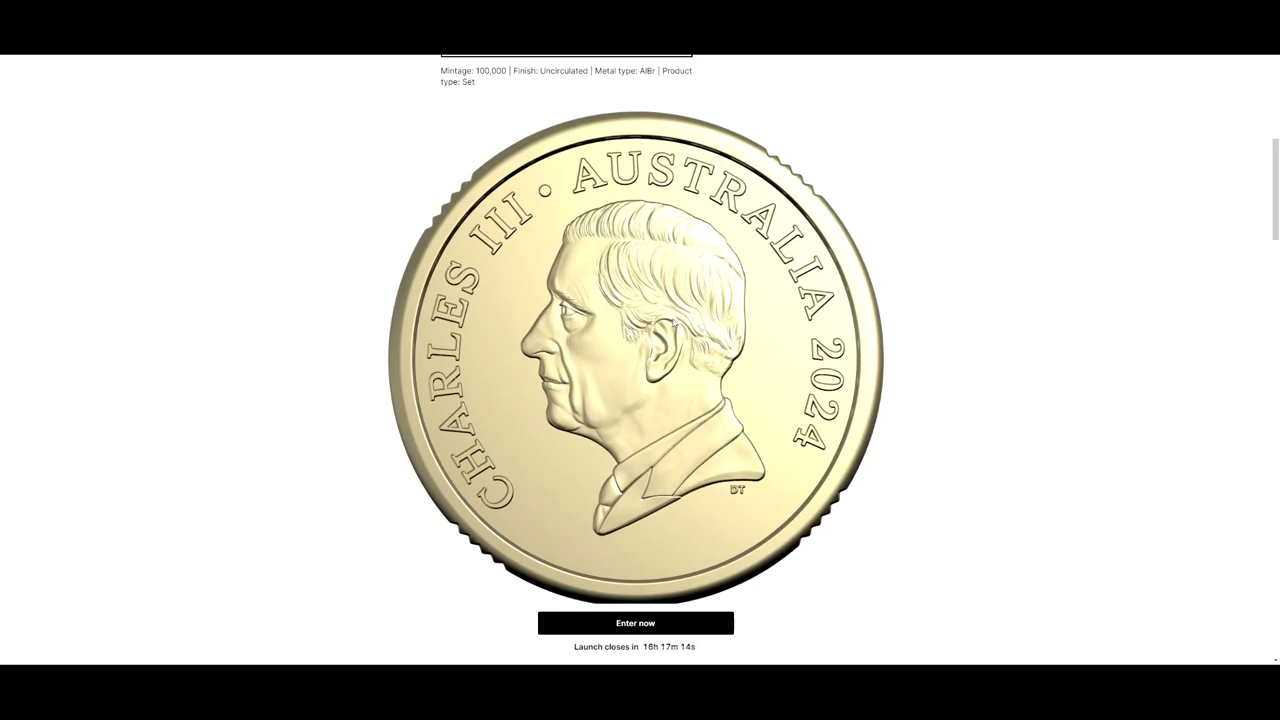 Mintage: 100,000 | Finish: Uncirculated | Metal type: AlBr | Product
type: Set
CHARLES III • AUSTRALIA 2024
DT
Enter now
Launch closes in 16h 17m 14s